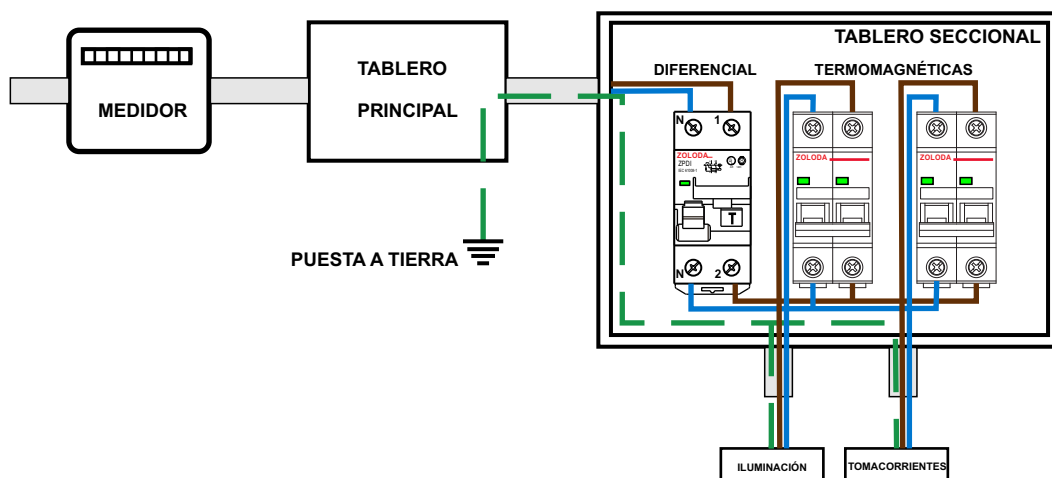 TABLERO SECCIONAL
MEDIDOR
TABLERO
PRINCIPAL
DIFERENCIAL
TERMOMAGNÉTICAS
N 1
ZOLODA
ZPDI
T
N 2
ZOLODA
ZOLODA
PUESTA A TIERRA
ILUMINACIÓN
TOMACORRIENTES